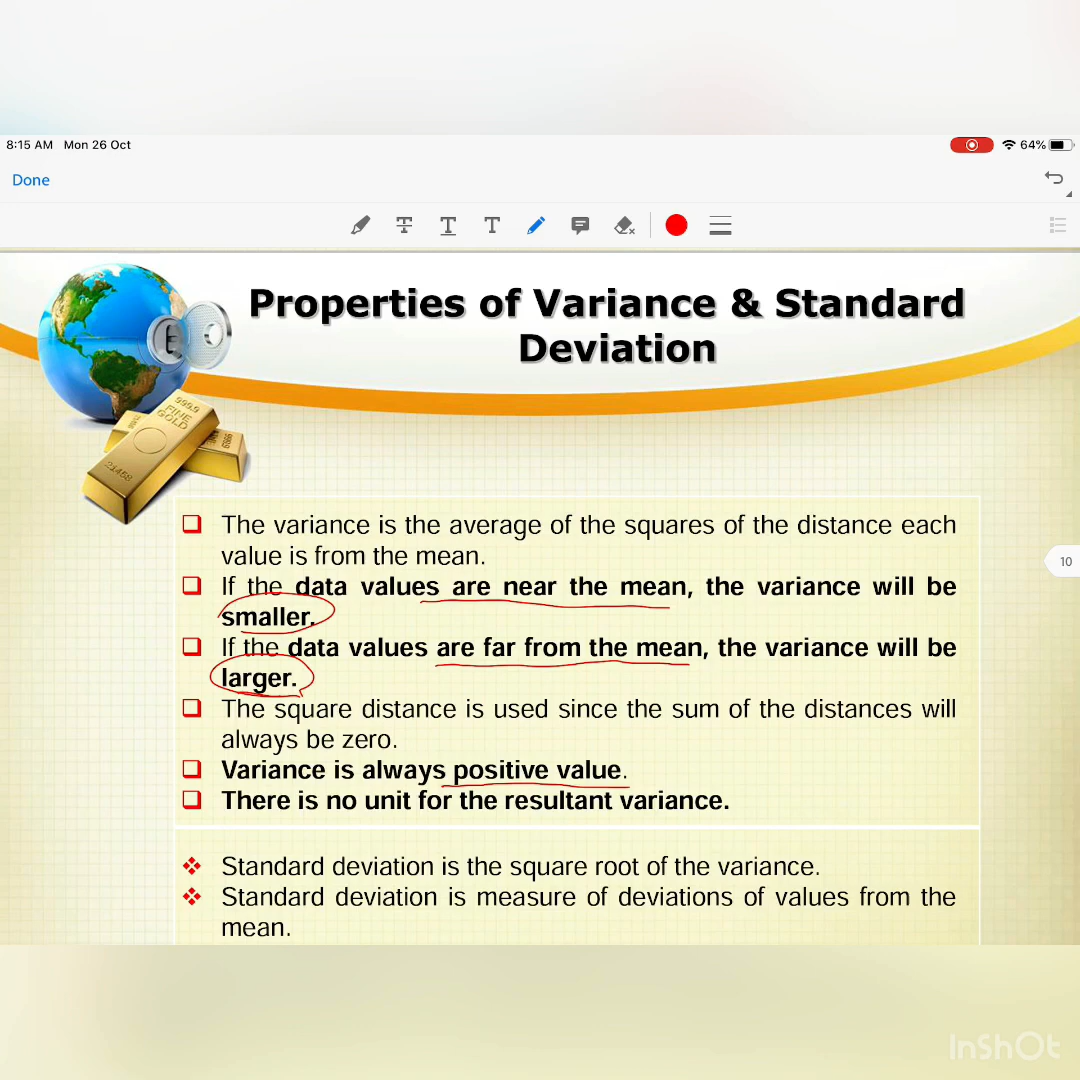 8:15 AM Mon 26 Oct
64%
Done
T T T
Properties of Variance & Standard
Deviation
999.9
FINE
GOLD
21458
The variance is the average of the squares of the distance each
value is from the mean.
If the data values are near the mean, the variance will be
smaller.
If the data values are far from the mean, the variance will be
larger.
10
The square distance is used since the sum of the distances will
always be zero.
Variance is always positive value.
There is no unit for the resultant variance.
Standard deviation is the square root of the variance.
Standard deviation is measure of deviations of values from the
mean.
InShOt